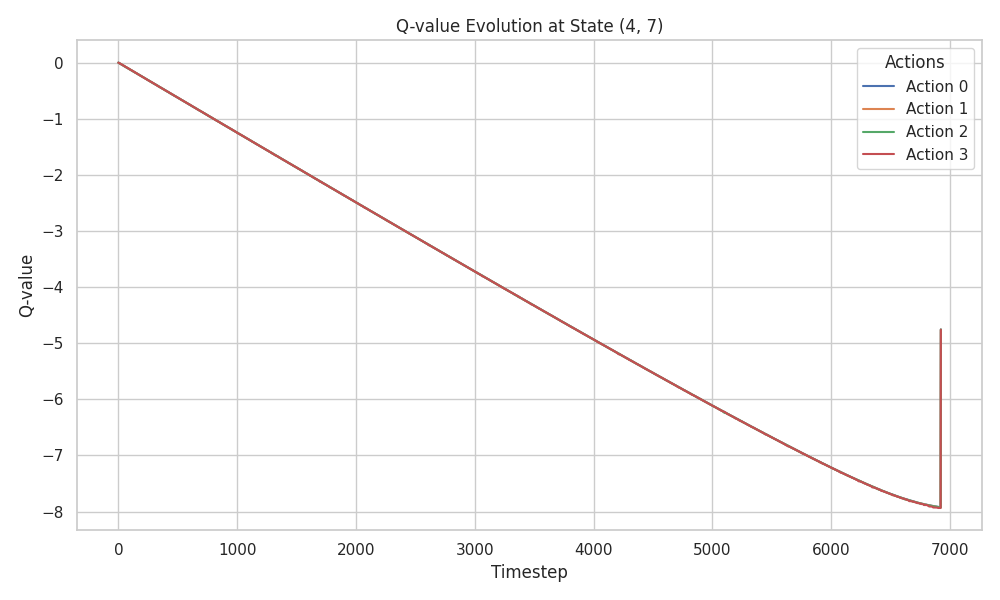 Q-value Evolution at State (4, 7)
Actions
Action 0
Action 1
Action 2
Action 3
Q-value
0
−1
−2
−3
−4
−5
−6
−7
−8
0 1000 2000 3000 4000 5000 6000 7000
Timestep